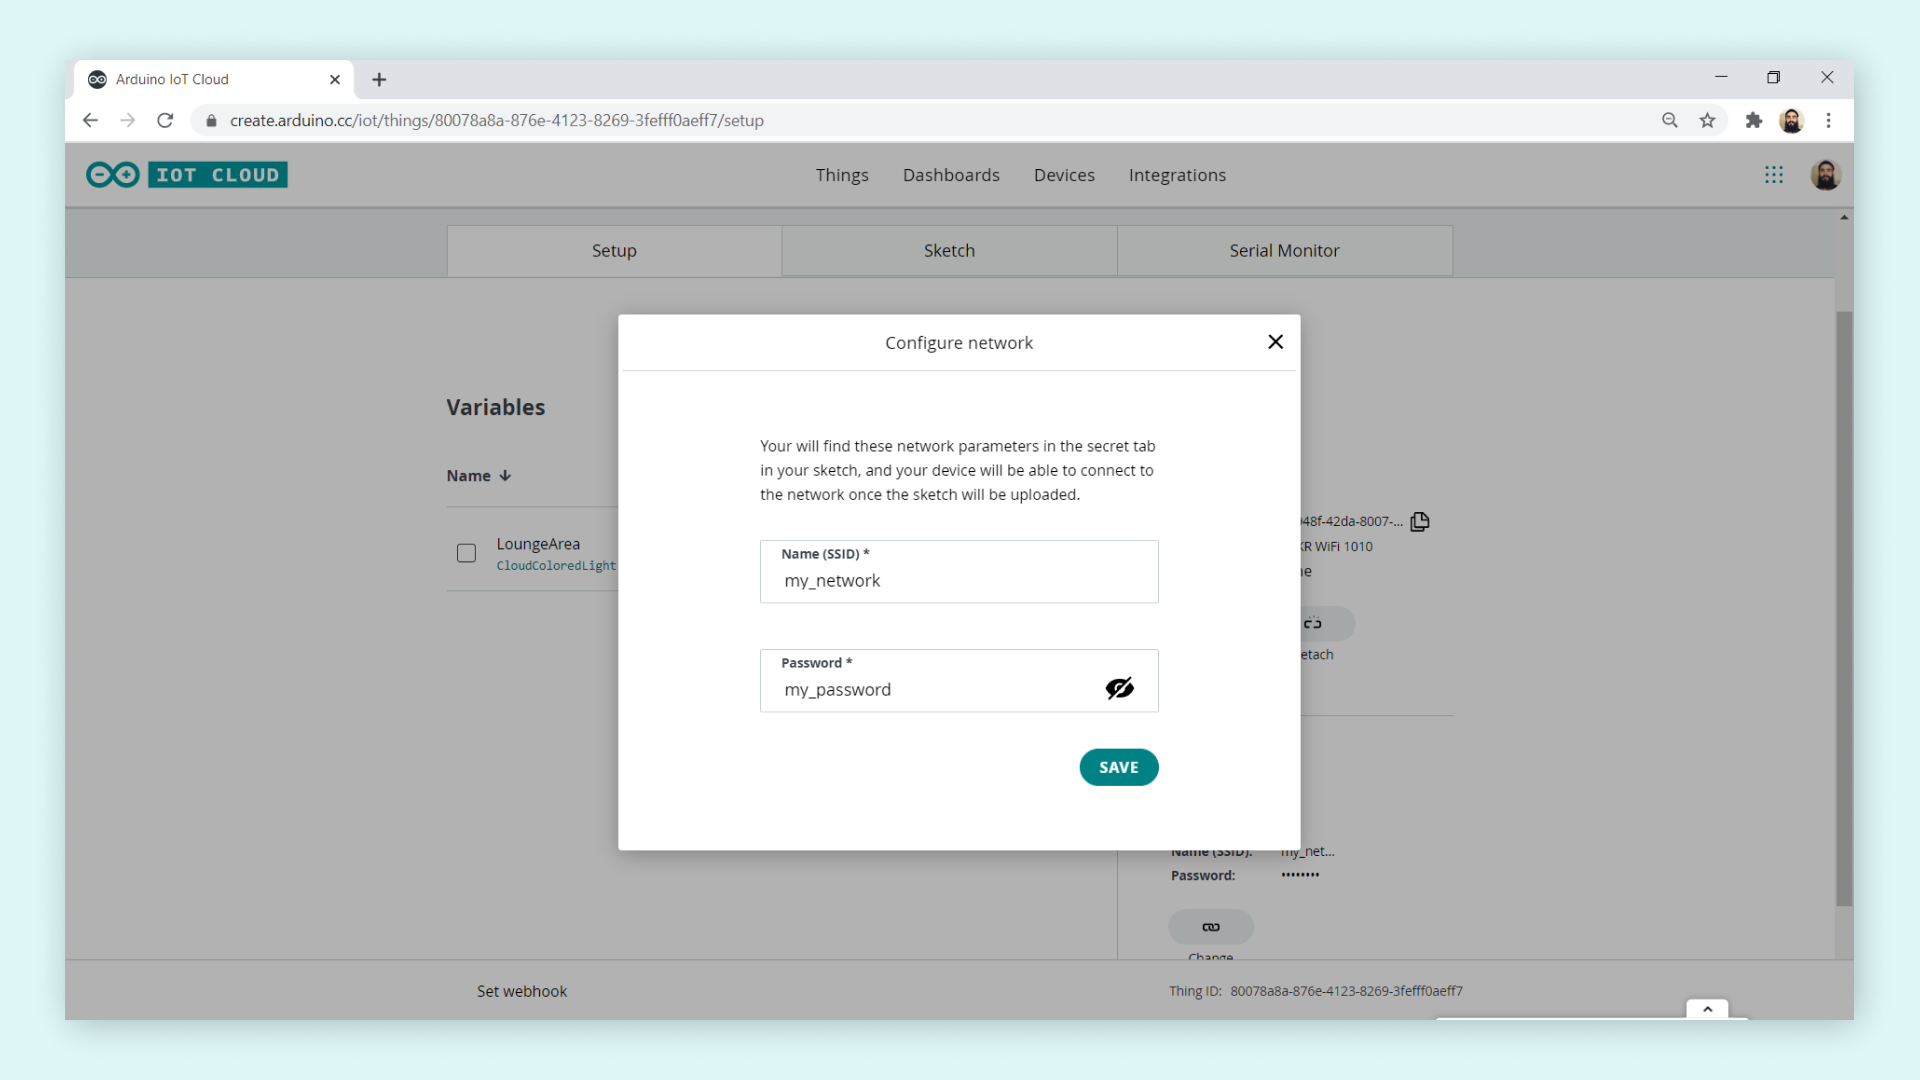 Arduino IoT Cloud
create.arduino.cc/iot/things/80078a8a-876e-4123-8269-3fefff0aeff7/setup
IOT CLOUD
Things Dashboards Devices Integrations
Setup Sketch Serial Monitor
Configure network
Variables
Your will find these network parameters in the secret tab
in your sketch, and your device will be able to connect to
the network once the sketch will be uploaded.
Name
LoungeArea
CloudColoredLight
48f-42da-8007-...
R WiFi 1010
Name (SSID) *
my_network
etach
Password *
my_password
SAVE
Name (SSID): my_net...
Password: ••••••••
Change
Set webhook
Thing ID: 80078a8a-876e-4123-8269-3fefff0aeff7